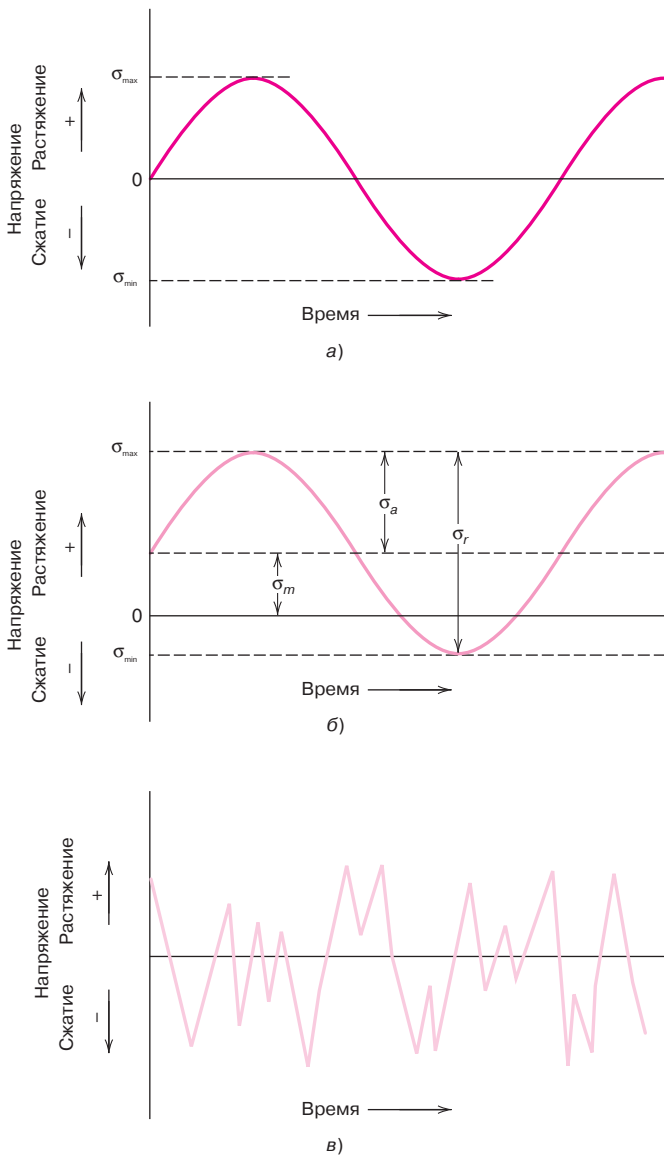 σmax
Напряжение
Растяжение
+
0
Сжатие
–
σmin
Время
а)
σmax
Напряжение
Растяжение
+
σa
σr
σm
0
Сжатие
–
σmin
Время
б)
Напряжение
Растяжение
+
Сжатие
–
Время
в)